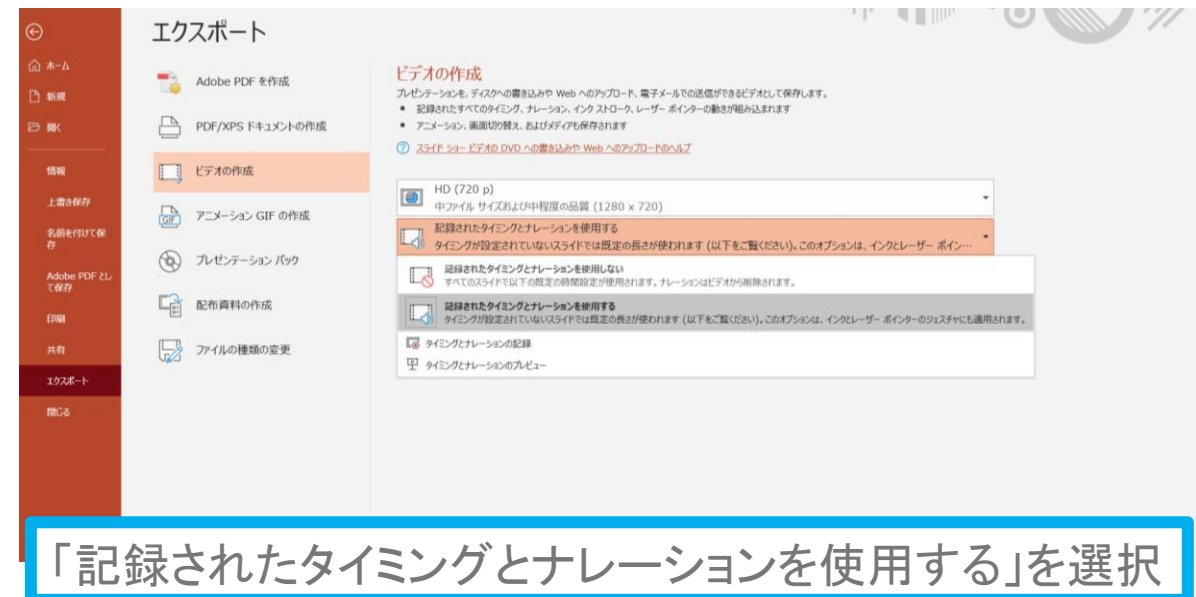 エクスポート
ホーム
新規
開く
情報
上書き保存
名前を付けて保
存
Adobe PDF とし
て保存
印刷
共有
エクスポート
閉じる
Adobe PDF を作成
PDF/XPS ドキュメントの作成
ビデオの作成
アニメーション GIF の作成
プレゼンテーション パック
配布資料の作成
ファイルの種類の変更
ビデオの作成
プレゼンテーションを、ディスクへの書き込みや Web へのアップロード、電子メールでの送信ができるビデオとして保存します。
▪ 記録されたすべてのタイミング、ナレーション、インク ストローク、レーザー ポインターの動きが組み込まれます
▪ アニメーション、画面切り替え、およびメディアも保存されます
スライド ショー ビデオの DVD への書き込みや Web へのアップロードのヘルプ
HD (720 p)
中ファイル サイズおよび中程度の品質 (1280 x 720)
記録されたタイミングとナレーションを使用する
タイミングが設定されていないスライドでは既定の長さが使われます (以下をご覧ください)。このオプションは、インクとレーザー ポイン…
記録されたタイミングとナレーションを使用しない
すべてのスライドで以下の既定の時間設定が使用されます。ナレーションはビデオから削除されます。
記録されたタイミングとナレーションを使用する
タイミングが設定されていないスライドでは既定の長さが使われます (以下をご覧ください)。このオプションは、インクとレーザー ポインターのジェスチャにも適用されます。
タイミングとナレーションの記録
タイミングとナレーションのプレビュー
「記録されたタイミングとナレーションを使用する」を選択